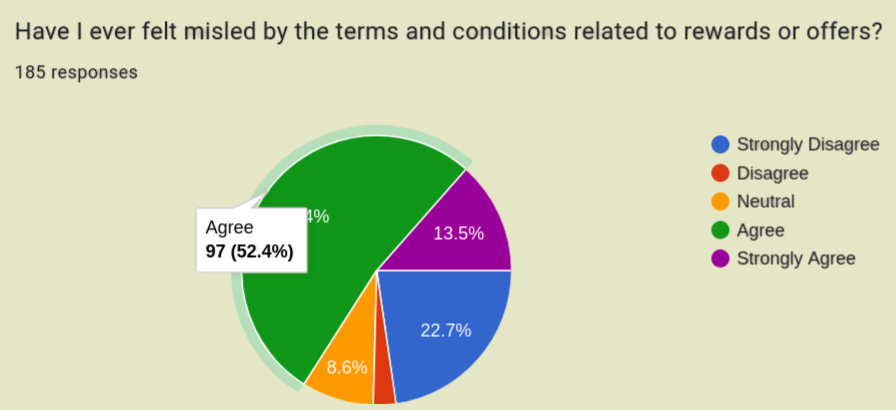 Have I ever felt misled by the terms and conditions related to rewards or offers?
185 responses
Strongly Disagree
Disagree
Neutral
Agree
Strongly Agree
4%
Agree
97 (52.4%)
13.5%
22.7%
8.6%